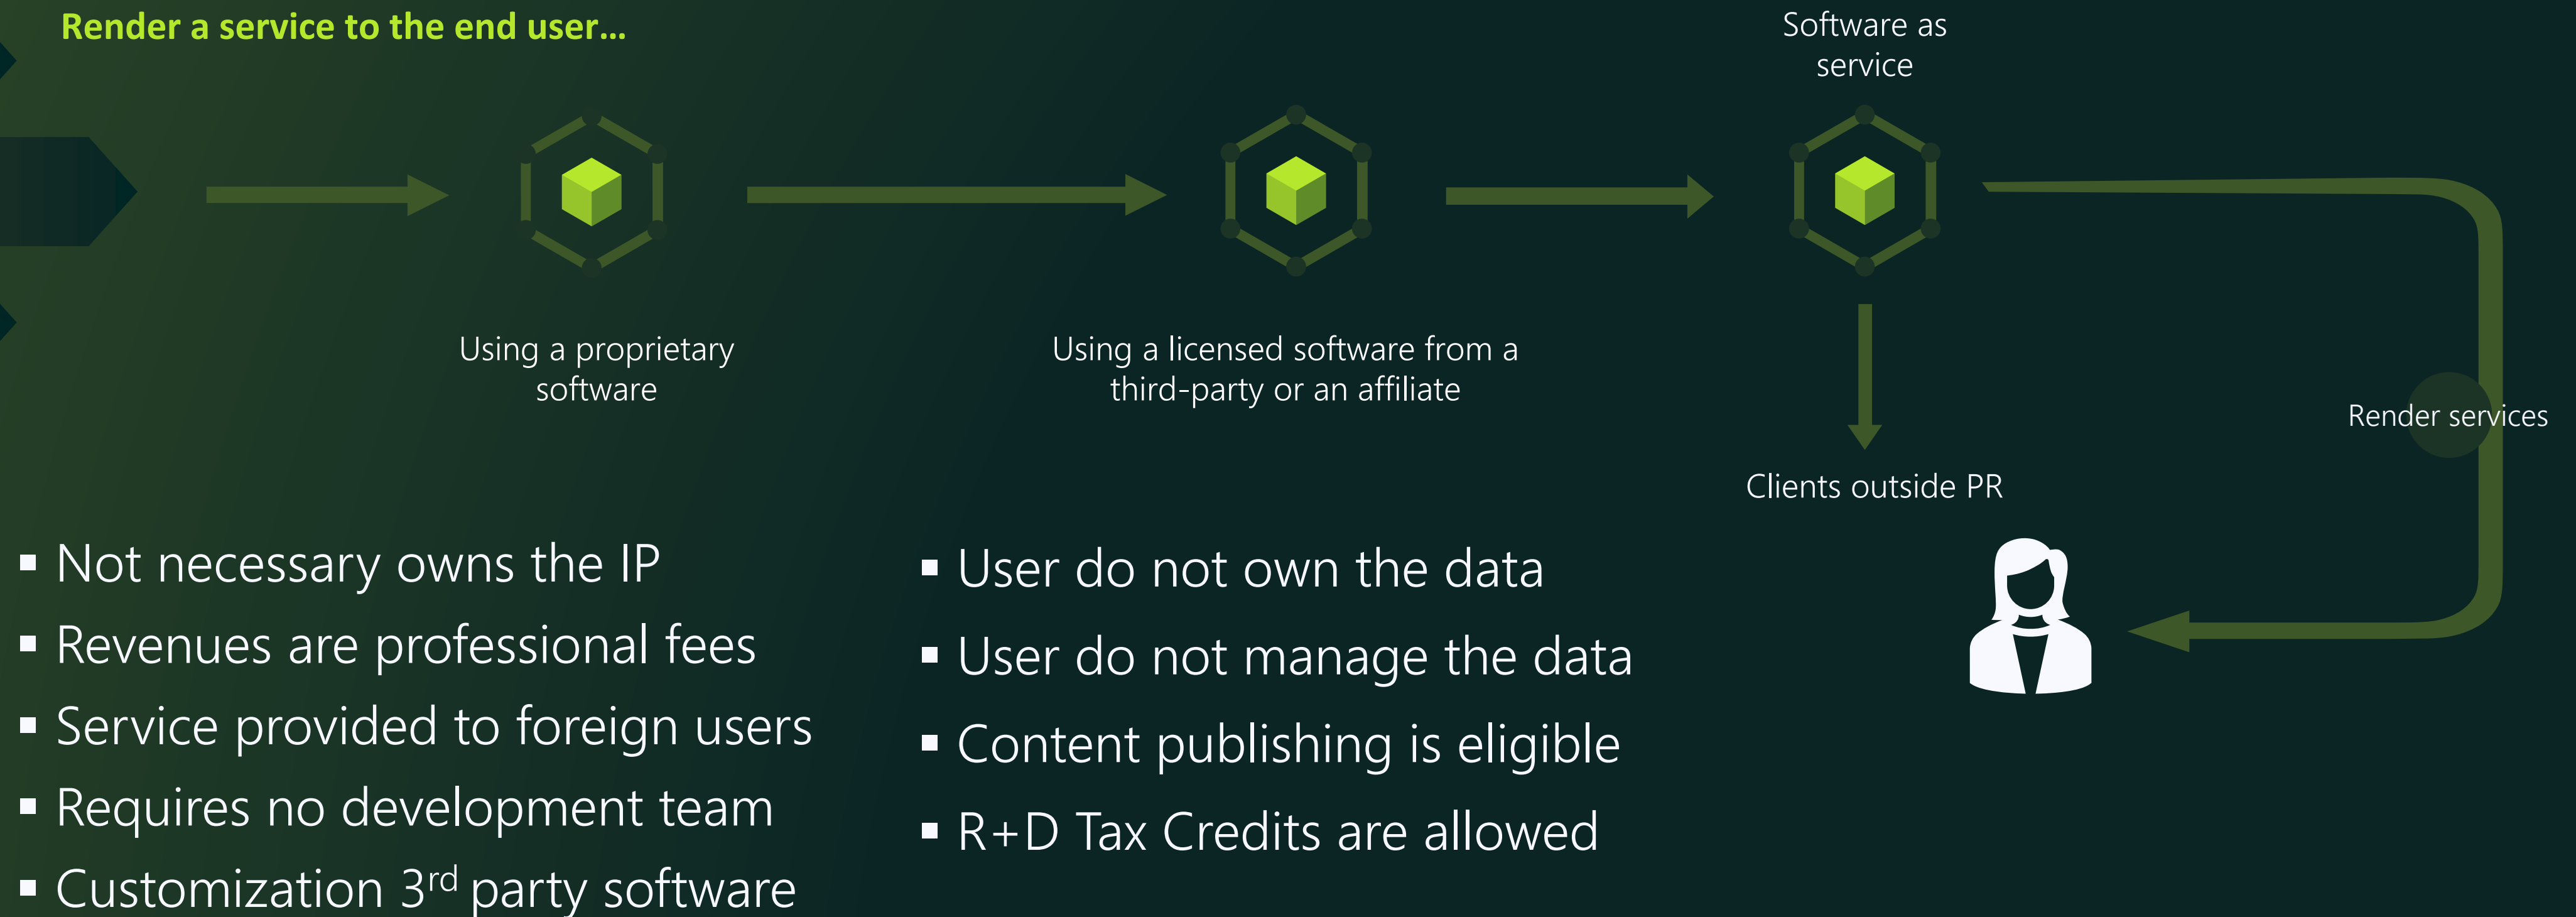 Render a service to the end user…
Software as
service
Using a proprietary
software
Using a licensed software from a
third-party or an affiliate
Render services
Clients outside PR
▪ Not necessary owns the IP
▪ Revenues are professional fees
▪ Service provided to foreign users
▪ Requires no development team
▪ Customization 3rd party software
▪ User do not own the data
▪ User do not manage the data
▪ Content publishing is eligible
▪ R+D Tax Credits are allowed